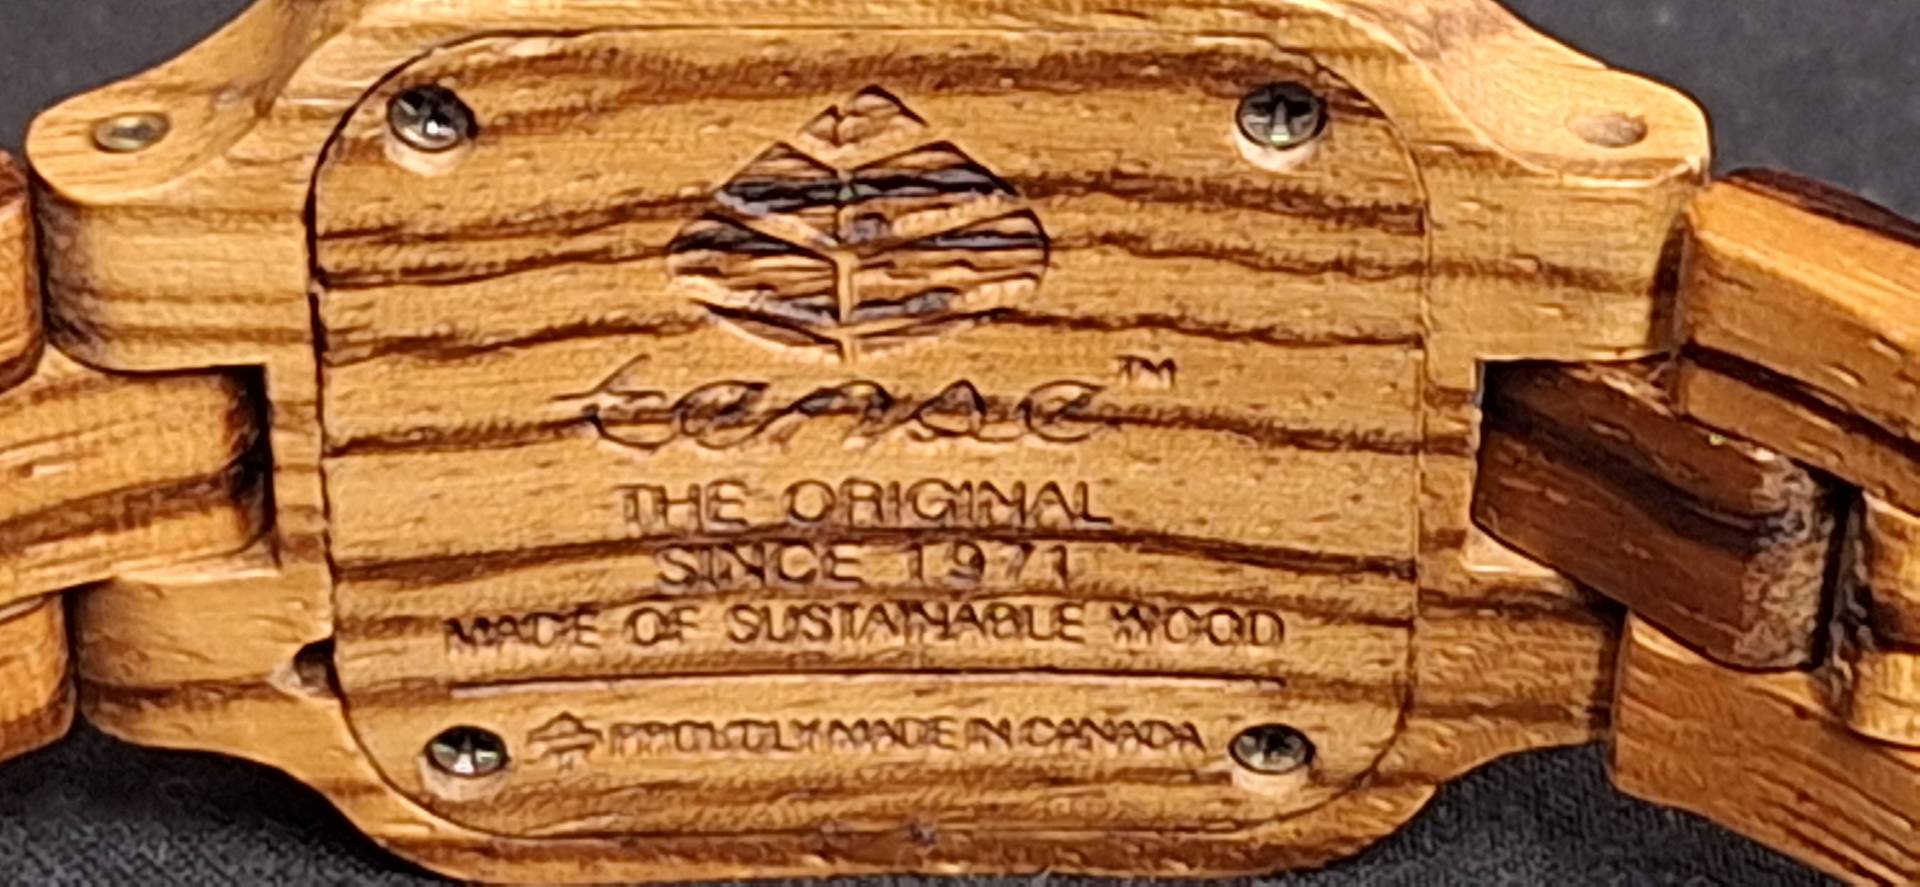 tense™
THE ORIGINAL
SINCE 1971
MADE OF SUSTAINABLE WOOD
PROUDLY MADE IN CANADA